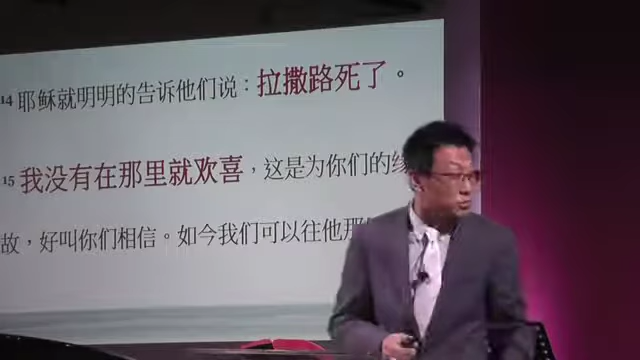 14 耶稣就明明的告诉他们说：拉撒路死了。
15 我没有在那里就欢喜，这是为你们的缘
故，好叫你们相信。如今我们可以往他那